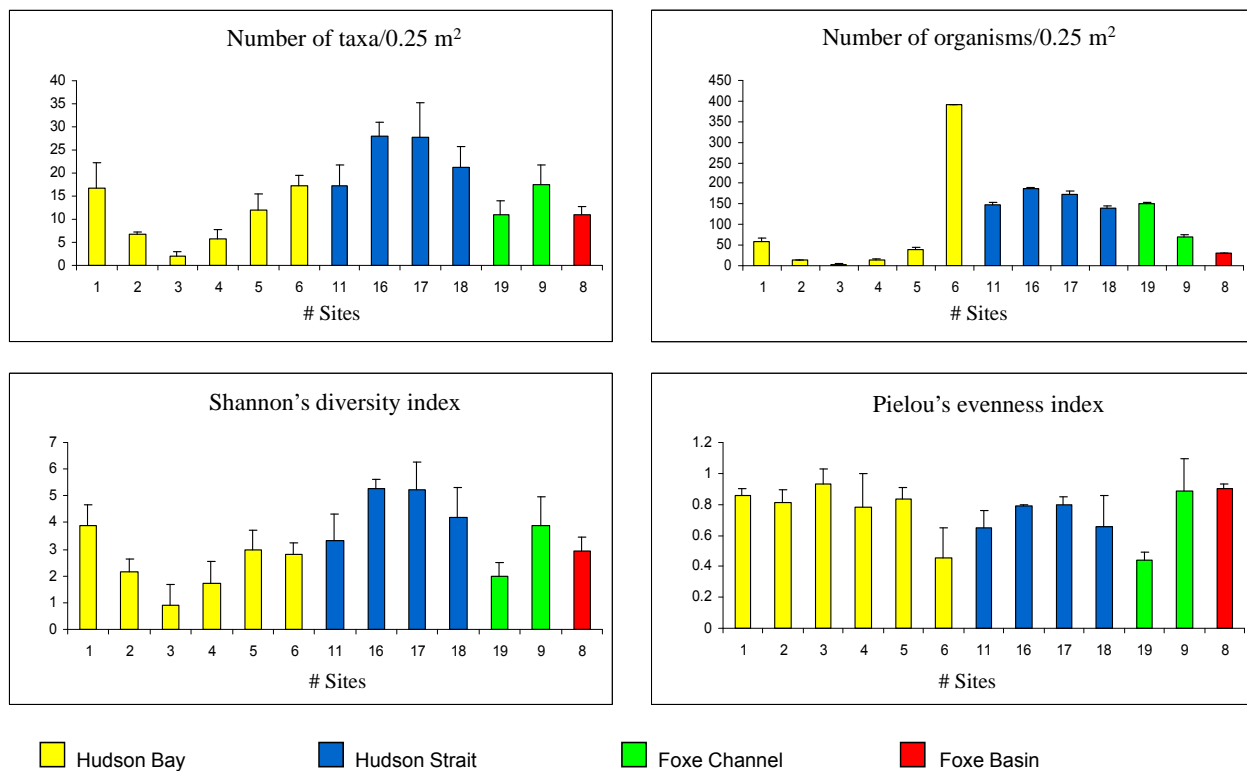 Number of taxa/0.25 m²
40
35
30
25
20
15
10
5
0
1 2 3 4 5 6 11 16 17 18 19 9 8
# Sites
Number of organisms/0.25 m²
450
400
350
300
250
200
150
100
50
0
1 2 3 4 5 6 11 16 17 18 19 9 8
# Sites
Shannon's diversity index
7
6
5
4
3
2
1
0
1 2 3 4 5 6 11 16 17 18 19 9 8
# Sites
Pielou's evenness index
1.2
1
0.8
0.6
0.4
0.2
0
1 2 3 4 5 6 11 16 17 18 19 9 8
# Sites
Hudson Bay Hudson Strait Foxe Channel Foxe Basin